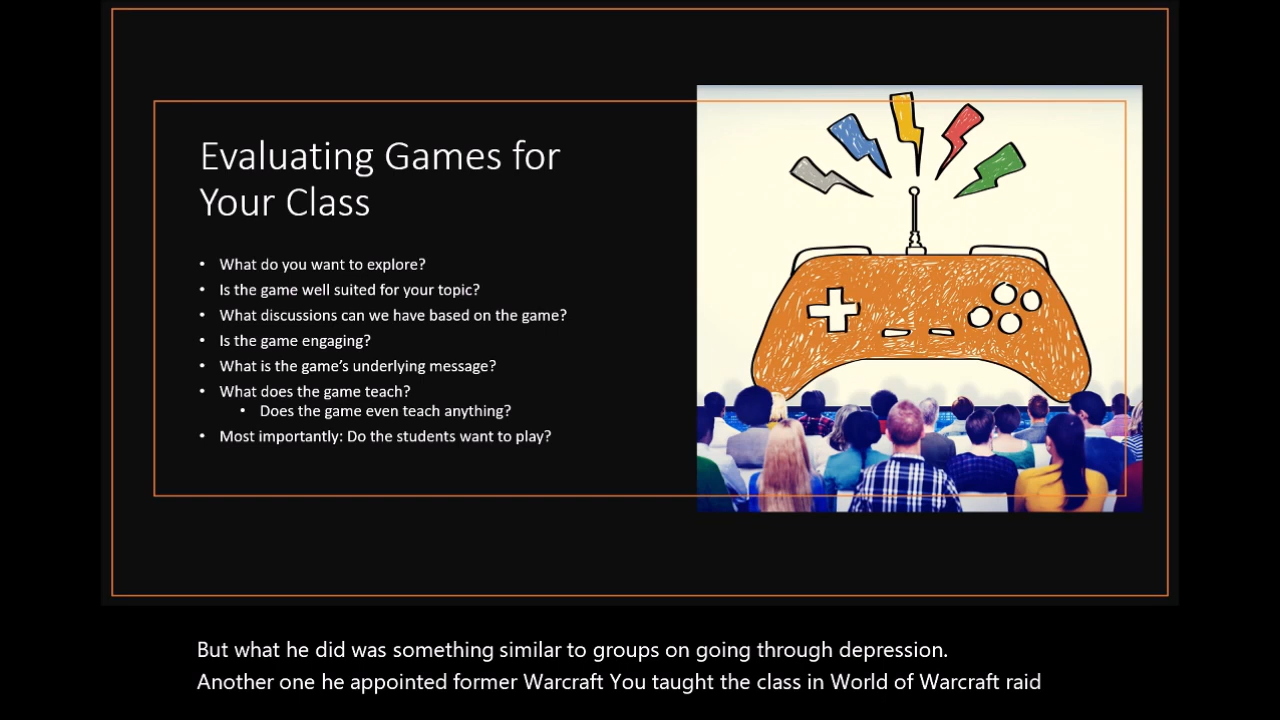 Evaluating Games for
Your Class
• What do you want to explore?
• Is the game well suited for your topic?
• What discussions can we have based on the game?
• Is the game engaging?
• What is the game's underlying message?
• What does the game teach?
• Does the game even teach anything?
• Most importantly: Do the students want to play?
But what he did was something similar to groups on going through depression.
Another one he appointed former Warcraft You taught the class in World of Warcraft raid